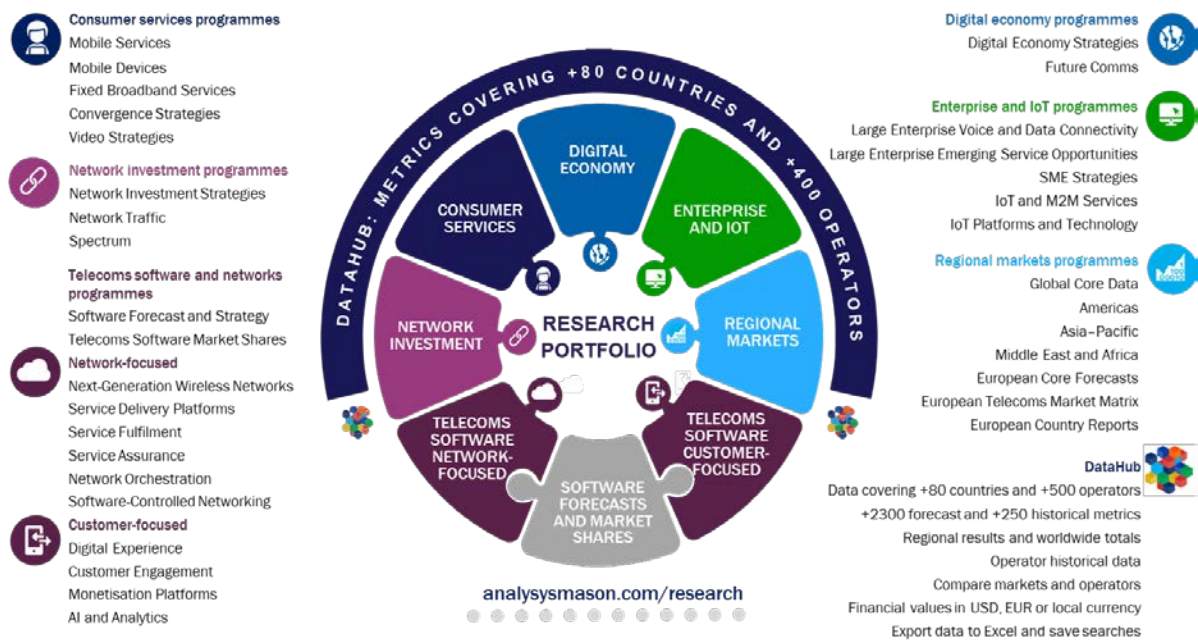 Consumer services programmes
Mobile Services
Mobile Devices
Fixed Broadband Services
Convergence Strategies
Video Strategies
Network investment programmes
Network Investment Strategies
Network Traffic
Spectrum
Telecoms software and networks
programmes
Software Forecast and Strategy
Telecoms Software Market Shares
Network-focused
Next-Generation Wireless Networks
Service Delivery Platforms
Service Fulfilment
Service Assurance
Network Orchestration
Software-Controlled Networking
Customer-focused
Digital Experience
Customer Engagement
Monetisation Platforms
AI and Analytics
DATAHUB: METRICS COVERING +80 COUNTRIES AND +400 OPERATORS
DIGITAL
ECONOMY
CONSUMER
SERVICES
ENTERPRISE
AND IOT
NETWORK
INVESTMENT
RESEARCH
PORTFOLIO
REGIONAL
MARKETS
TELECOMS
SOFTWARE
NETWORK-
FOCUSED
SOFTWARE
FORECASTS
AND MARKET
SHARES
TELECOMS
SOFTWARE
CUSTOMER-
FOCUSED
analysysmason.com/research
Digital economy programmes
Digital Economy Strategies
Future Comms
Enterprise and IoT programmes
Large Enterprise Voice and Data Connectivity
Large Enterprise Emerging Service Opportunities
SME Strategies
IoT and M2M Services
IoT Platforms and Technology
Regional markets programmes
Global Core Data
Americas
Asia–Pacific
Middle East and Africa
European Core Forecasts
European Telecoms Market Matrix
European Country Reports
DataHub
Data covering +80 countries and +500 operators
+2300 forecast and +250 historical metrics
Regional results and worldwide totals
Operator historical data
Compare markets and operators
Financial values in USD, EUR or local currency
Export data to Excel and save searches